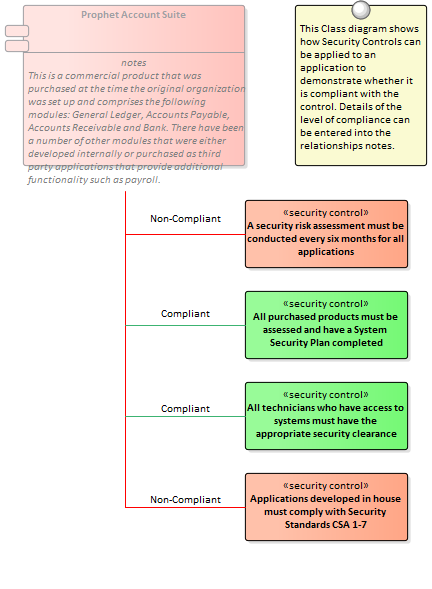 Prophet Account Suite
notes
This is a commercial product that was
purchased at the time the original organization
was set up and comprises the following
modules: General Ledger, Accounts Payable,
Accounts Receivable and Bank. There have been
a number of other modules that were either
developed internally or purchased as third
party applications that provide additional
functionality such as payroll.
This Class diagram shows
how Security Controls can
be applied to an
application to
demonstrate whether it
is compliant with the
control. Details of the
level of compliance can
be entered into the
relationships notes.
Non-Compliant
«security control»
A security risk assessment must be
conducted every six months for all
applications
Compliant
«security control»
All purchased products must be
assessed and have a System
Security Plan completed
Compliant
«security control»
All technicians who have access to
systems must have the
appropriate security clearance
Non-Compliant
«security control»
Applications developed in house
must comply with Security
Standards CSA 1-7